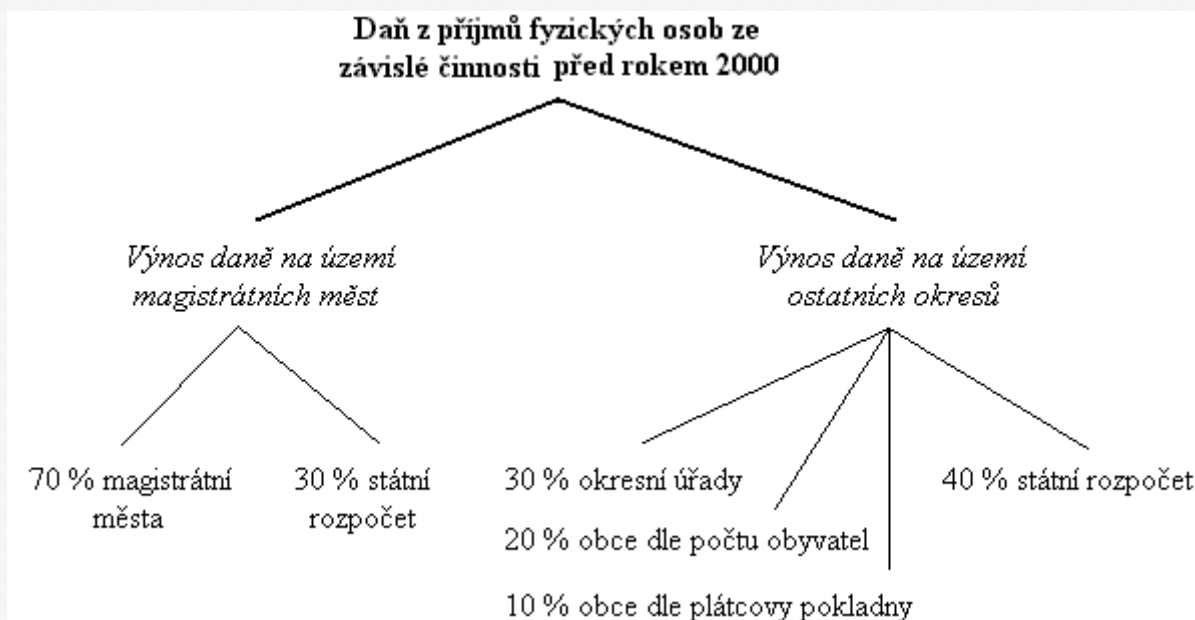 Daň z příjmů fyzických osob ze
závislé činnosti před rokem 2000
Výnos daně na území
magistrátních měst
Výnos daně na území
ostatních okresů
70 % magistrátní
města
30 % státní
rozpočet
30 % okresní úřady
20 % obce dle počtu obyvatel
10 % obce dle plátcovy pokladny
40 % státní rozpočet